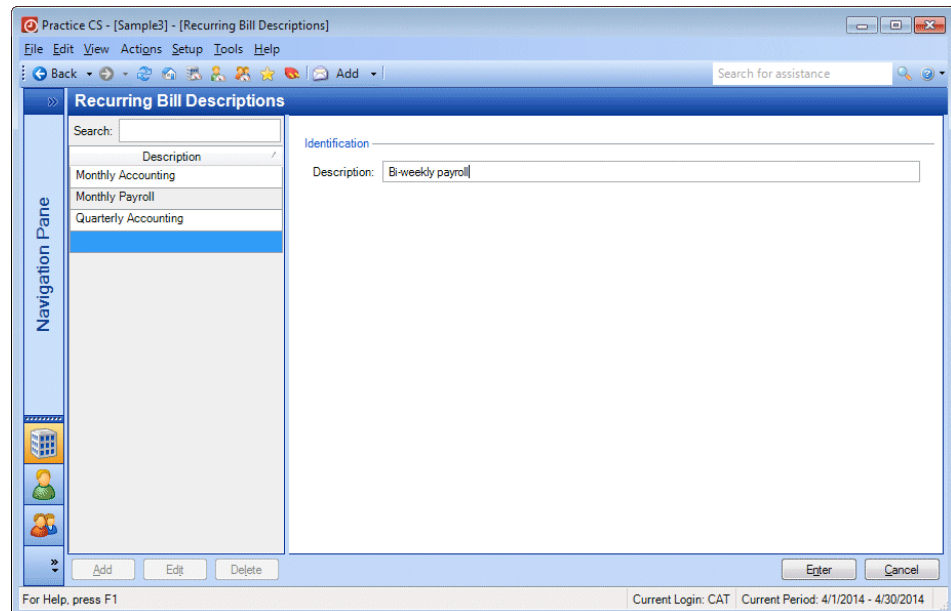 Practice CS - [Sample3] - [Recurring Bill Descriptions]
File Edit View Actions Setup Tools Help
Back Add Search for assistance
Recurring Bill Descriptions
Navigation Pane
Search:
Description
Monthly Accounting
Monthly Payroll
Quarterly Accounting
Identification
Description: Bi-weekly payroll
Add Edit Delete Enter Cancel
For Help, press F1 Current Login: CAT Current Period: 4/1/2014 - 4/30/2014